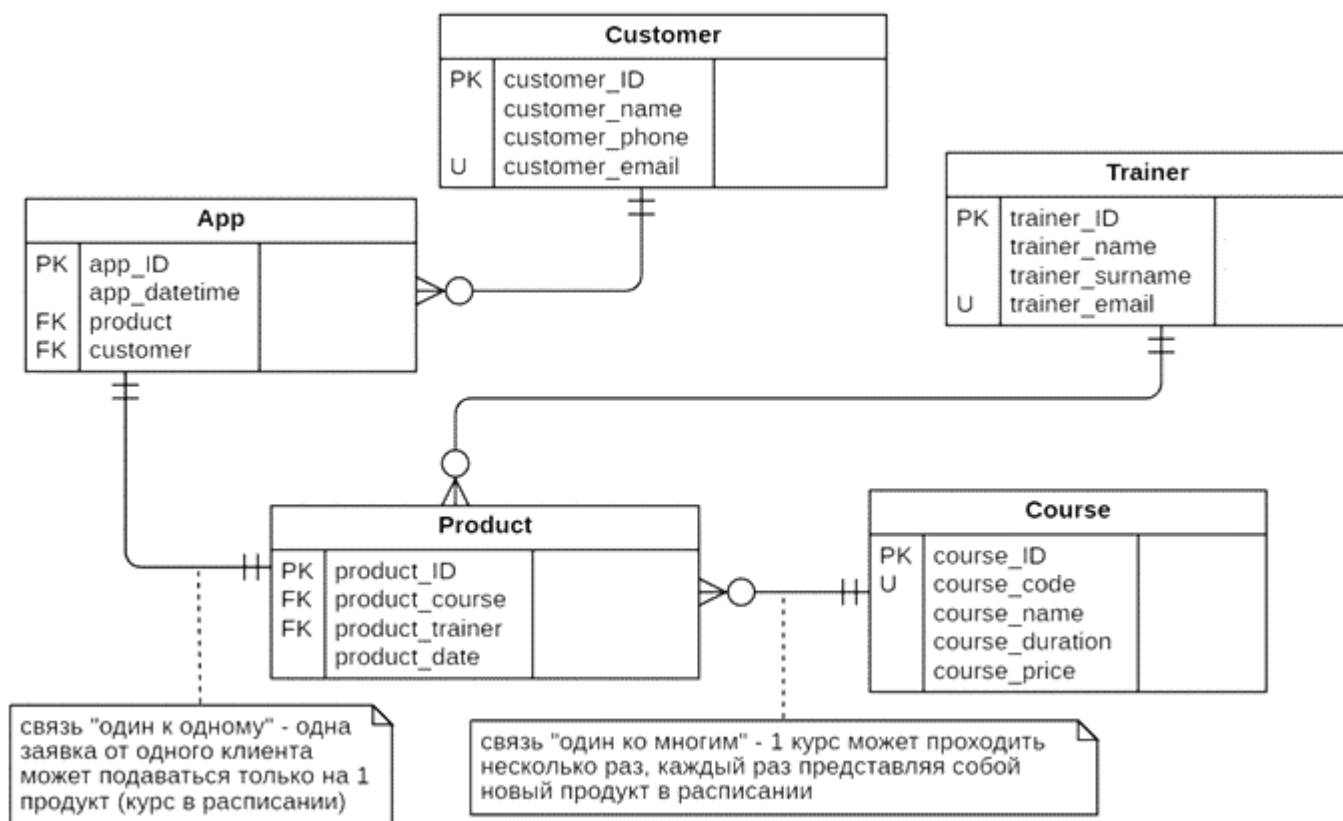 Customer
PK customer_ID
customer_name
customer_phone
U customer_email
Trainer
PK trainer_ID
trainer_name
trainer_surname
U trainer_email
App
PK app_ID
app_datetime
FK product
FK customer
Product
PK product_ID
FK product_course
FK product_trainer
product_date
Course
PK course_ID
U course_code
course_name
course_duration
course_price
связь "один к одному" - одна
заявка от одного клиента
может подаваться только на 1
продукт (курс в расписании)
связь "один ко многим" - 1 курс может проходить
несколько раз, каждый раз представляя собой
новый продукт в расписании